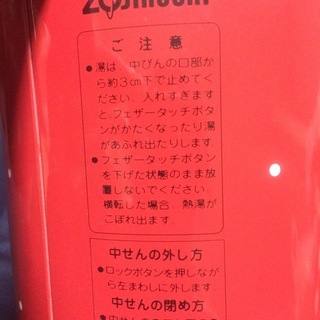 ZOJIRUSHI
ご注意
●湯は、中びんの口部か
ら約3cm下で止めてく
ださい。入れすぎます
と、フェザータッチボタ
ンがかたくなったり湯
があふれ出たりします.
●フェザータッチボタン
を下げた状態のまま放
置しないでください.
横転した場合、熱湯が
こぼれ出ます.
中せんの外し方
●ロックボタンを押しなが
ら左まわしに外します
中せんの閉め方